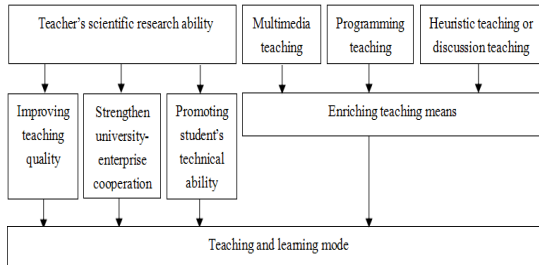 Teacher's scientific research ability
Multimedia
teaching
Programming
teaching
Heuristic teaching or
discussion teaching
Improving
teaching
quality
Strengthen
university-
enterprise
cooperation
Promoting
student's
technical
ability
Enriching teaching means
Teaching and learning mode